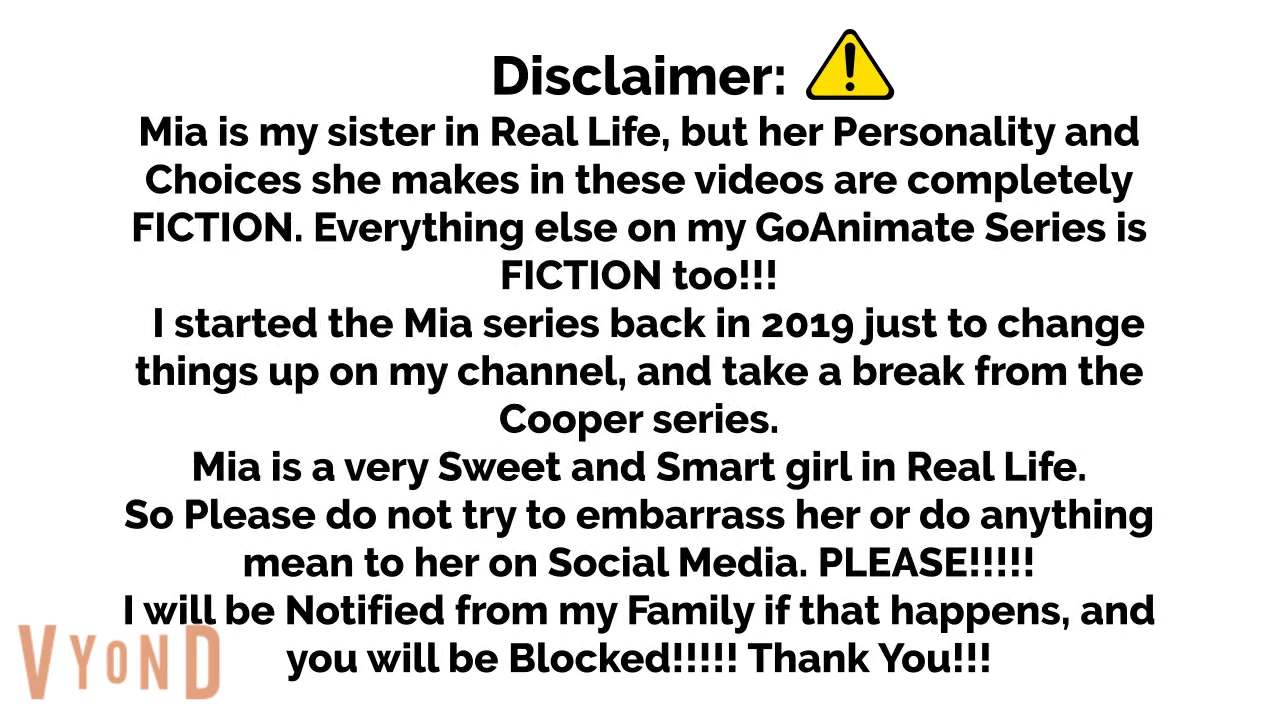 Disclaimer:
Mia is my sister in Real Life, but her Personality and
Choices she makes in these videos are completely
FICTION. Everything else on my GoAnimate Series is
FICTION too!!!
I started the Mia series back in 2019 just to change
things up on my channel, and take a break from the
Cooper series.
Mia is a very Sweet and Smart girl in Real Life.
So Please do not try to embarrass her or do anything
mean to her on Social Media. PLEASE!!!!!
I will be Notified from my Family if that happens, and
you will be Blocked!!!!! Thank You!!!
VYOND